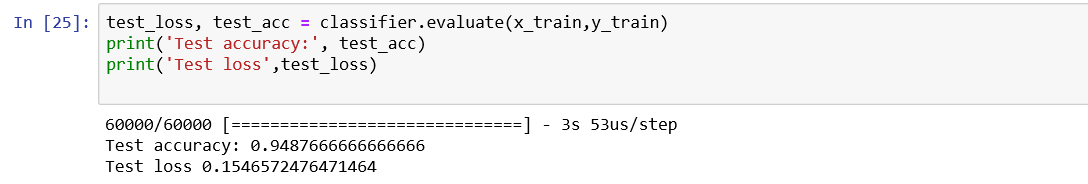 In [25]: test_loss, test_acc = classifier.evaluate(x_train,y_train)
print('Test accuracy:', test_acc)
print('Test loss',test_loss)
60000/60000 [==============================] - 3s 53us/step
Test accuracy: 0.9487666666666666
Test loss 0.1546572476471464